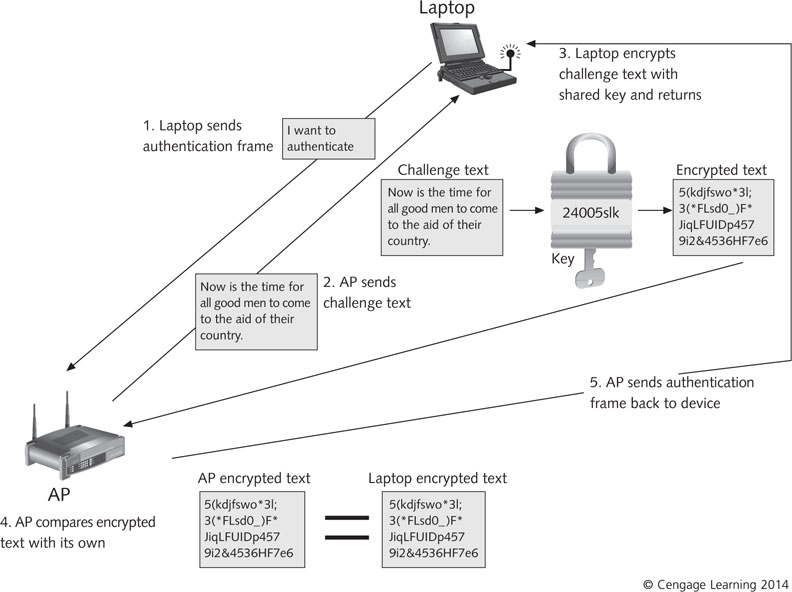 Laptop
3. Laptop encrypts
challenge text with
shared key and returns
1. Laptop sends
authentication frame
I want to
authenticate
Challenge text
Now is the time for
all good men to come
to the aid of their
country.
24005slk
Key
Encrypted text
5(kdjfswo*3l;
3(*FLsd0_)F*
JiqLFUIDp457
9i2&4536HF7e6
Now is the time for
all good men to come
to the aid of their
country.
2. AP sends
challenge text
5. AP sends authentication
frame back to device
AP
4. AP compares encrypted
text with its own
AP encrypted text
5(kdjfswo*3l;
3(*FLsd0_)F*
JiqLFUIDp457
9i2&4536HF7e6
Laptop encrypted text
5(kdjfswo*3l;
3(*FLsd0_)F*
JiqLFUIDp457
9i2&4536HF7e6
© Cengage Learning 2014